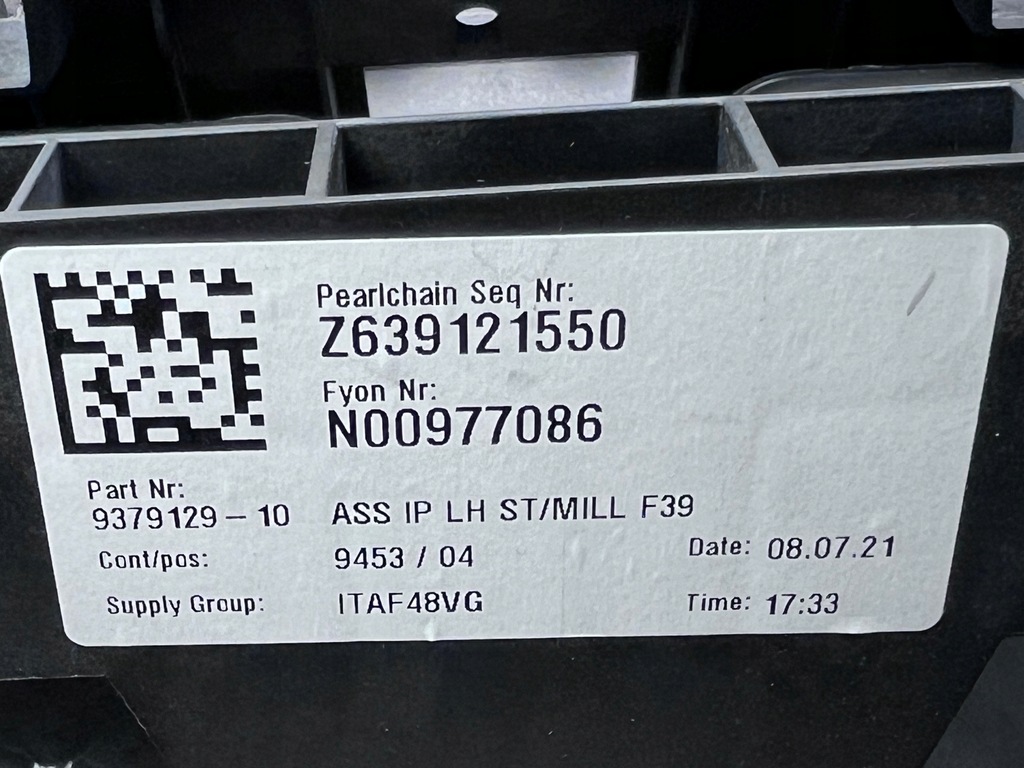 Pearlchain Seq Nr:
Z639121550
Fyon Nr:
N00977086
Part Nr:
9379129-10 ASS IP LH ST/MILL F39
Cont/pos: 9453 / 04 Date: 08.07.21
Supply Group: ITAF48VG Time: 17:33